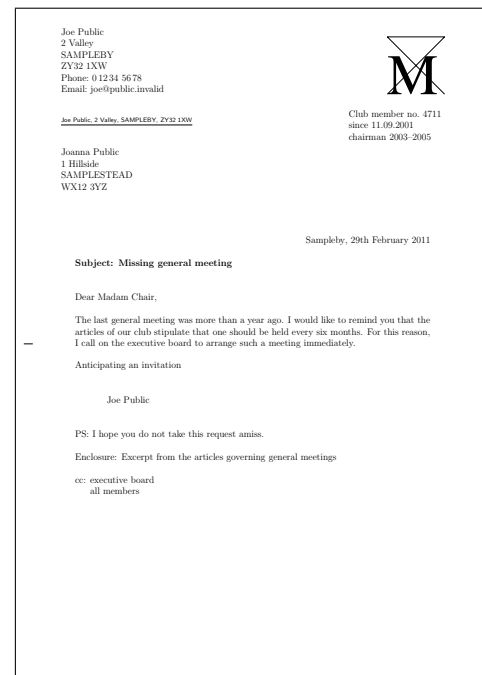 Joe Public
2 Valley
SAMPLEBY
ZY32 1XW
Phone: 0 12 34 56 78
Email: joe@public.invalid
M
Joe Public, 2 Valley, SAMPLEBY, ZY32 1XW
Club member no. 4711
since 11.09.2001
chairman 2003–2005
Joanna Public
1 Hillside
SAMPLESTEAD
WX12 3YZ
Sampleby, 29th February 2011
Subject: Missing general meeting
Dear Madam Chair,
The last general meeting was more than a year ago. I would like to remind you that the
articles of our club stipulate that one should be held every six months. For this reason,
I call on the executive board to arrange such a meeting immediately.
Anticipating an invitation
Joe Public
PS: I hope you do not take this request amiss.
Enclosure: Excerpt from the articles governing general meetings
cc: executive board
all members